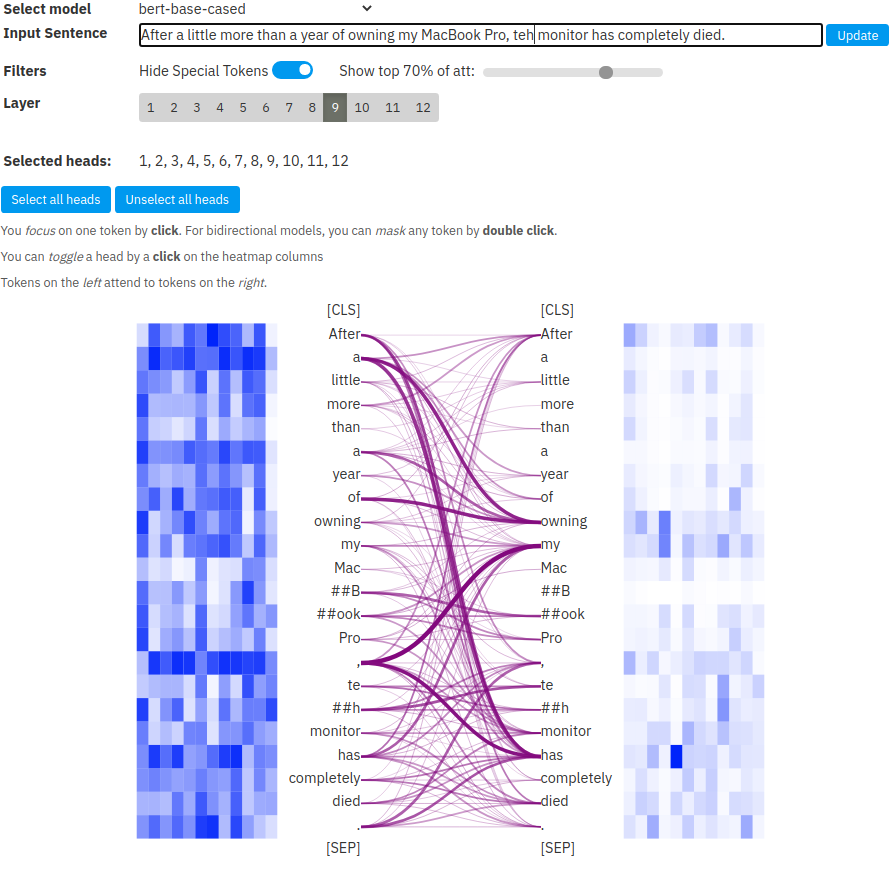 Select model bert-base-cased
Input Sentence After a little more than a year of owning my MacBook Pro, teh monitor has completely died. Update
Filters Hide Special Tokens Show top 70% of att:
Layer 1 2 3 4 5 6 7 8 9 10 11 12
Selected heads: 1, 2, 3, 4, 5, 6, 7, 8, 9, 10, 11, 12
Select all heads Unselect all heads
You focus on one token by click. For bidirectional models, you can mask any token by double click.
You can toggle a head by a click on the heatmap columns
Tokens on the left attend to tokens on the right.
[CLS] [CLS]
After After
a a
little little
more more
than than
a a
year year
of of
owning owning
my my
Mac Mac
##B ##B
##ook ##ook
Pro Pro
, ,
te te
##h ##h
monitor monitor
has has
completely completely
died died
. .
[SEP] [SEP]